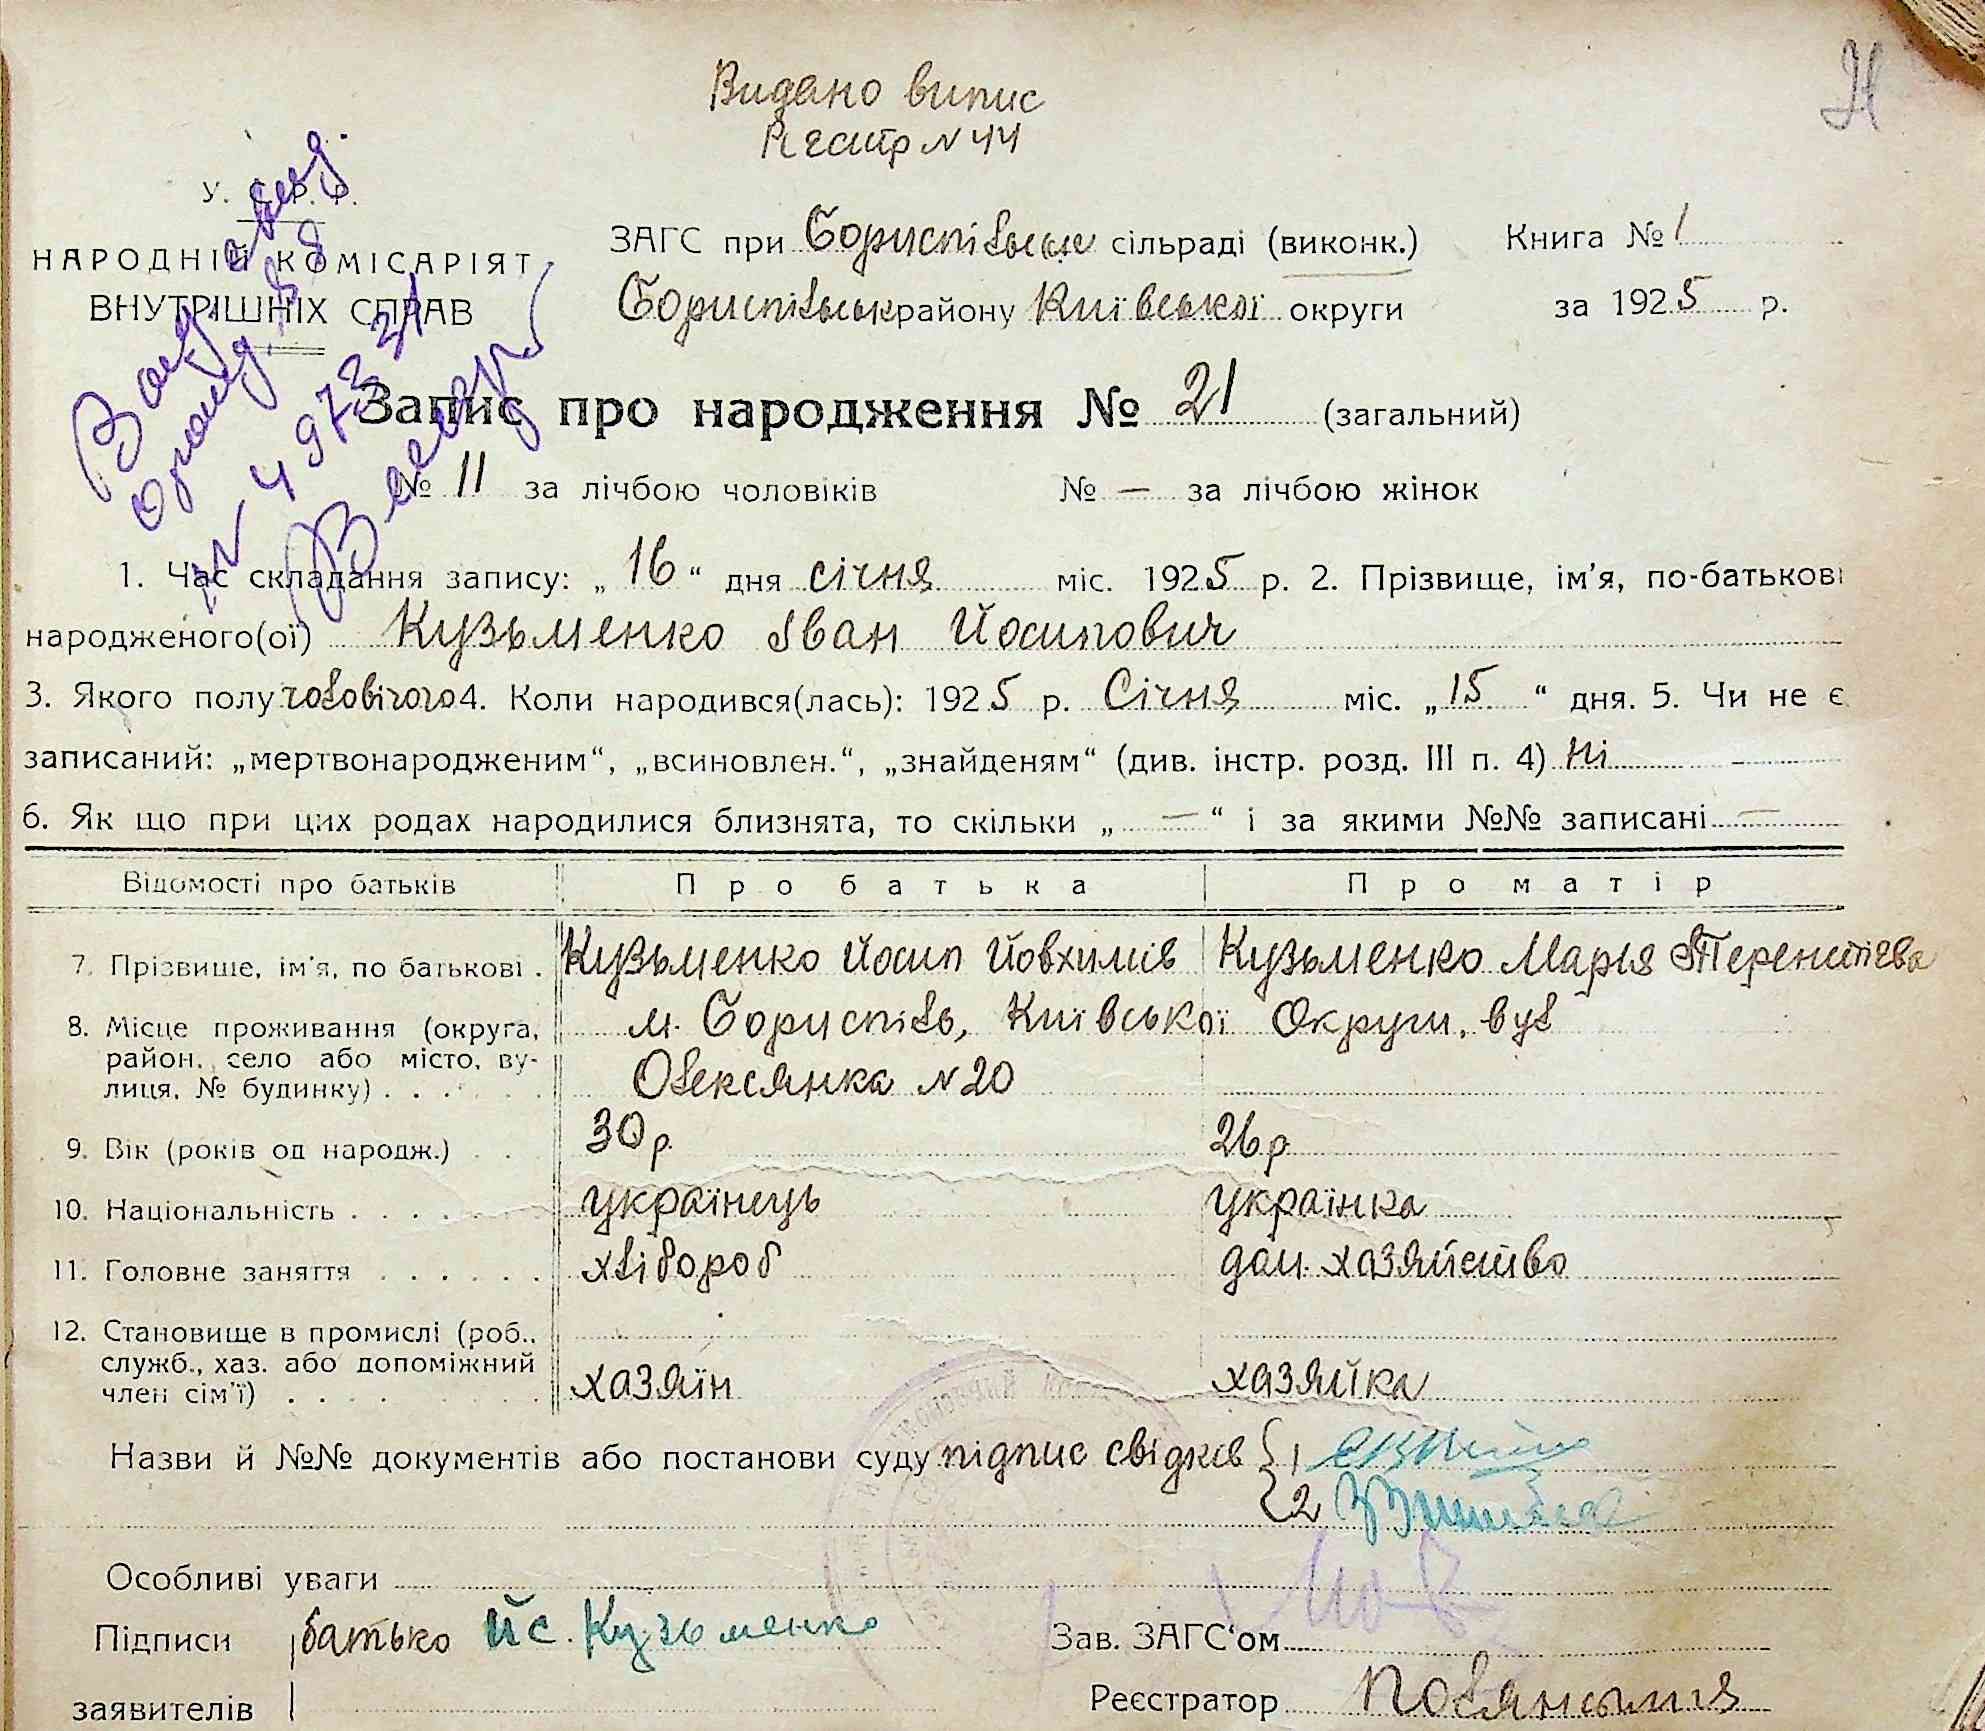 Видано випис
Регстр N 44
У. С. Р. Р.
НАРОДНІЙ КОМІСАРІЯТ
ВНУТРІШНІХ СПРАВ
ЗАГС при Бориспільськ сільраді (виконк.)
Книга № 1
Бориспільськ району Київської округи
за 1925 р.
Запис про народження № 21 (загальний)
№ 11 за лічбою чоловіків № — за лічбою жінок
1. Час складання запису: „16“ дня січня міс. 1925 р. 2. Прізвище, ім'я, по-батькові
народженого(ої) Кузьменко Іван Йосипович
3. Якого полу чоловічого 4. Коли народився(лась): 1925 р. Січня міс. „15“ дня. 5. Чи не є
записаний: „мертвонародженим“, „всиновлен.“, „знайденям“ (див. інстр. розд. III п. 4) ні
6. Як що при цих родах народилися близнята, то скільки „—“ і за якими №№ записані —
Відомості про батьків Про батька Про матір
7. Прізвище, ім'я, по батькові . Кузьменко Йосип Йовхимів Кузьменко Марія Терентієва
8. Місце проживання (округа, м. Бориспіль, Київської Округи, вул
район, село або місто, ву-
лиця, № будинку) . . . . . . Олексянка N 20
9. Вік (років од народж.) . . 30 р. 26 р
10. Національність . . . . . . українець українка
11. Головне заняття . . . . . . хлібороб дом. хазяйство
12. Становище в промислі (роб.,
служб., хаз. або допоміжний
член сім'ї) . . . . . хазяїн хазяйка
Назви й №№ документів або постанови суду підпис свідків { 1
2
Особливі уваги
Підписи батько Йс. Кузьменко Зав. ЗАГС'ом
заявителів Реєстратор